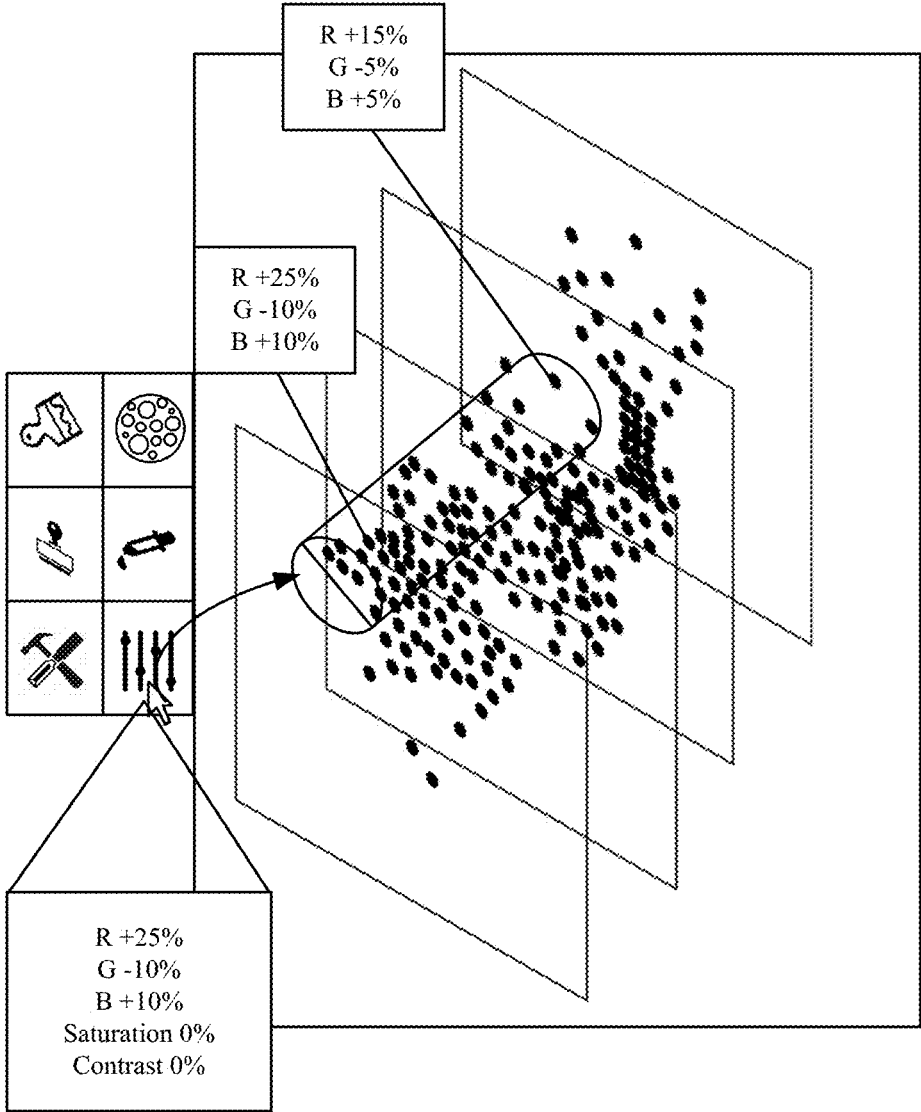 R +15%
G -5%
B +5%
R +25%
G -10%
B +10%
R +25%
G -10%
B +10%
Saturation 0%
Contrast 0%